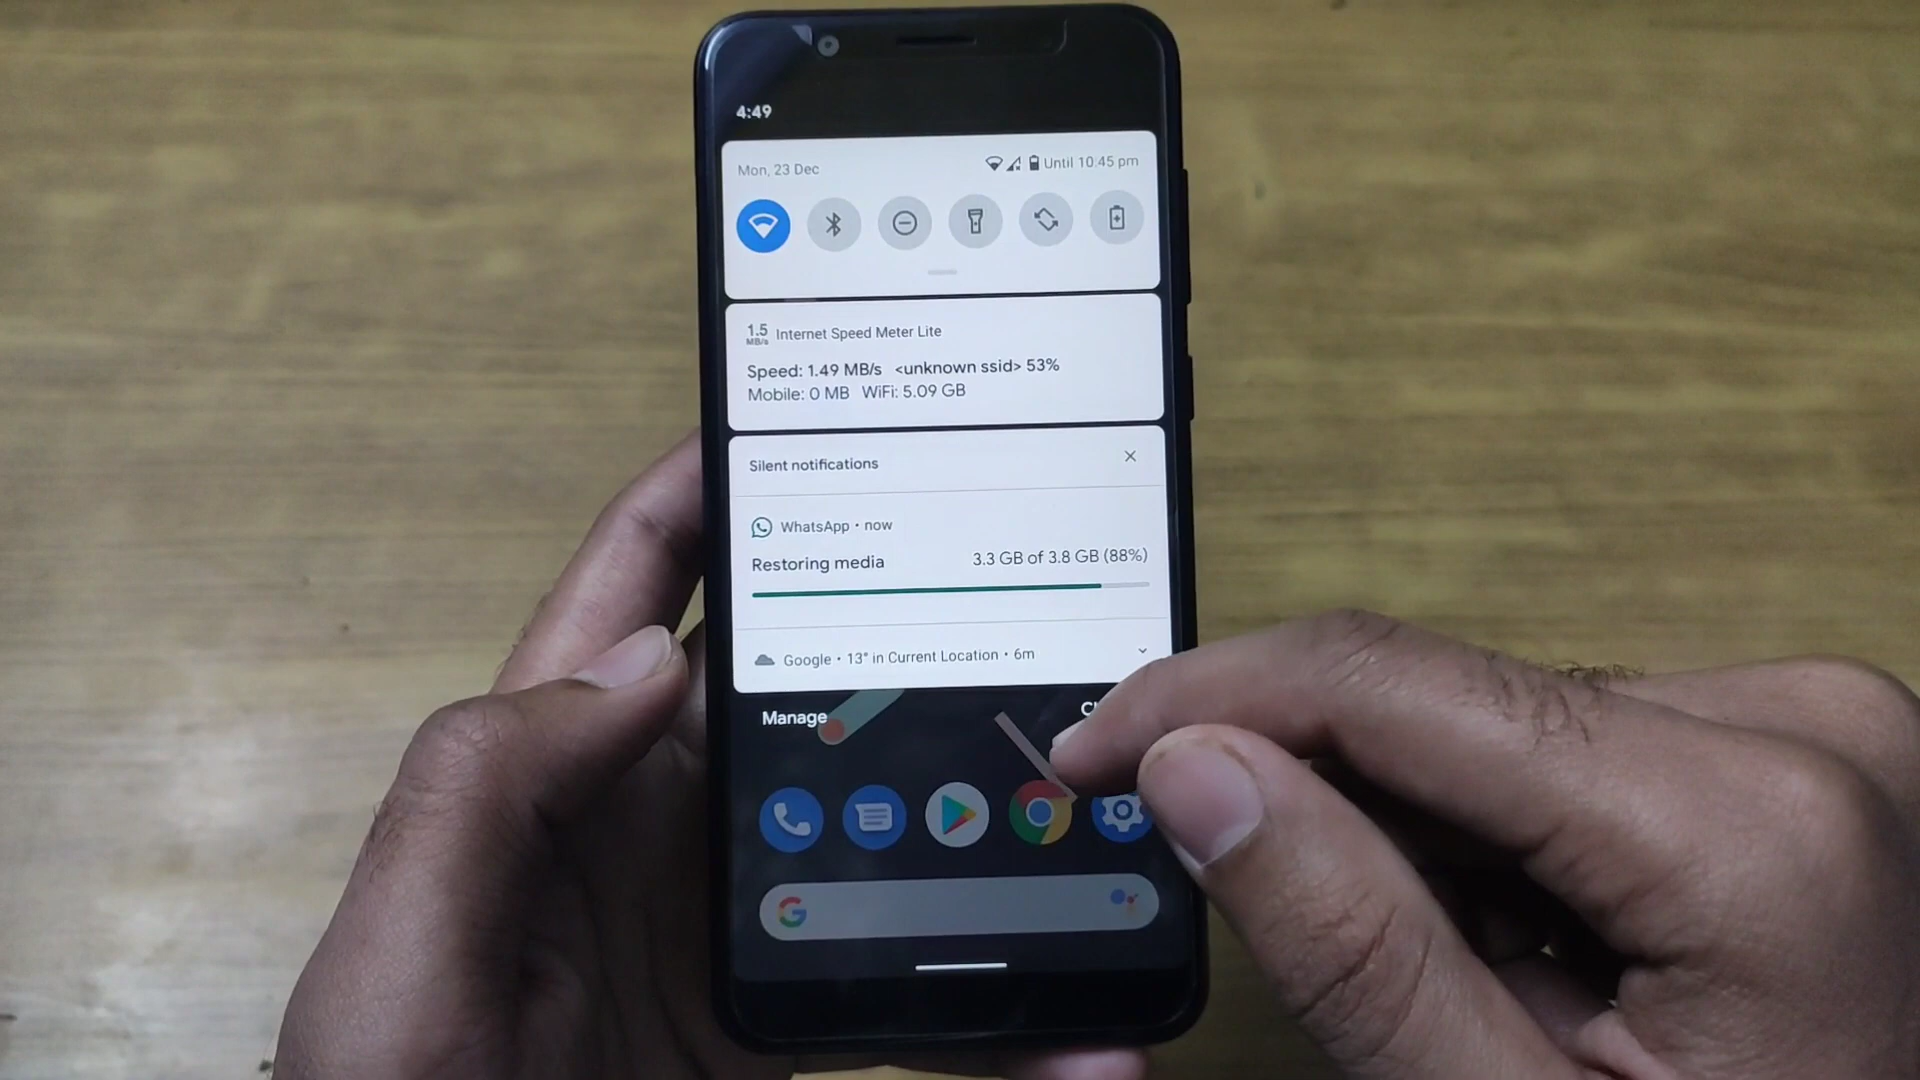 4:49
Mon, 23 Dec
Until 10.45 pm
1.5 MB/s Internet Speed Meter Lite
Speed: 1.49 MB/s <unknown ssid> 53%
Mobile: 0 MB WiFi: 5.09 GB
Silent notifications
WhatsApp • now
Restoring media 3.3 GB of 3.8 GB (88%)
Google • 13° in Current Location • 6m
Manage